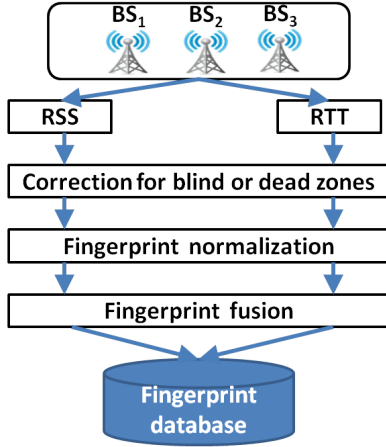 BS1 BS2 BS3
RSS RTT
Correction for blind or dead zones
Fingerprint normalization
Fingerprint fusion
Fingerprint
database